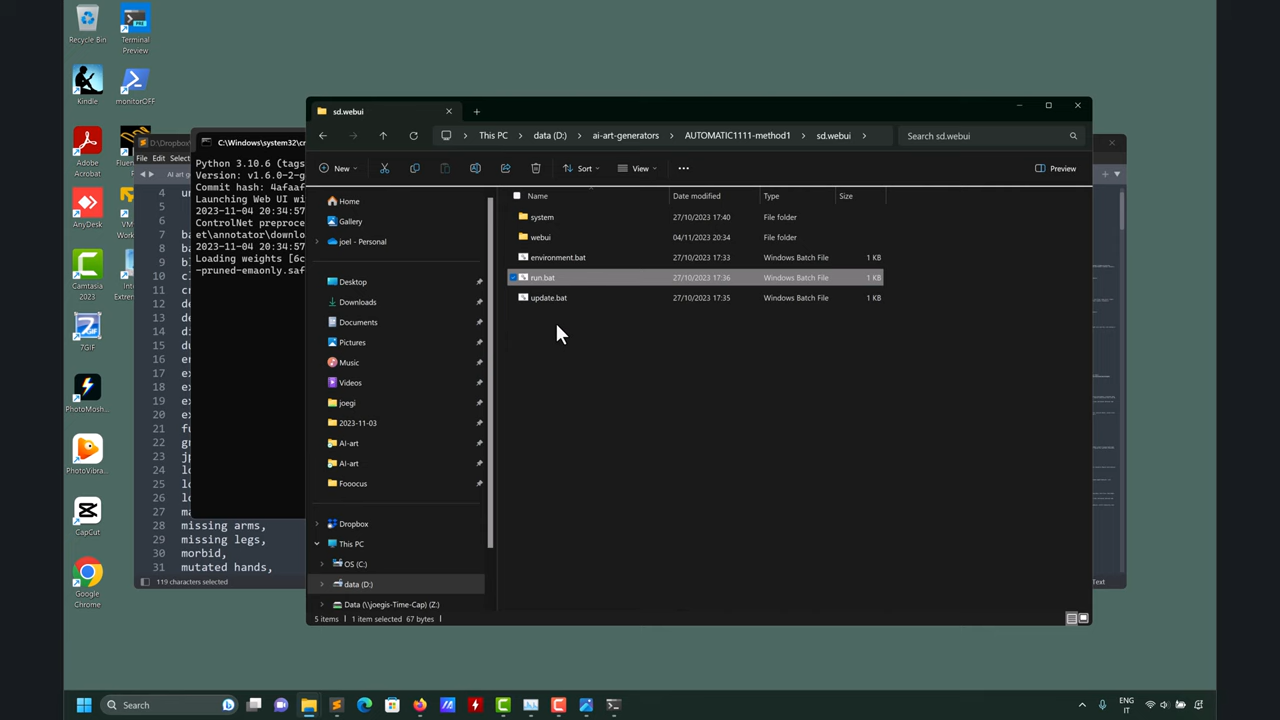 Recycle Bin
Terminal
Preview
Kindle
monitorOFF
Adobe
Acrobat
AnyDesk
Camtasia
2023
7GIF
PhotoMosh...
PhotoVibra...
CapCut
Google
Chrome
D:\Dropbox
File Edit Select
AI art g
4 un
5
6
7 ba
8
9
10
11
12
13
14
15
16
17
18
19
20
21
22
23 jp
24
25
26
27
28 missing arms,
29 missing legs,
30 morbid,
31 mutated hands,
119 characters selected
Text
C:\Windows\system32\c
Python 3.10.6 (tags
Version: v1.6.0-2-g
Commit hash: 4afaaf
Launching Web UI wi
2023-11-04 20:34:57
ControlNet preproce
et\annotator\downlo
2023-11-04 20:34:57
Loading weights [6c
-pruned-emaonly.saf
sd.webui
This PC > data (D:) > ai-art-generators > AUTOMATIC1111-method1 > sd.webui >
Search sd.webui
New
Sort
View
Preview
Home
Gallery
joel - Personal
Desktop
Downloads
Documents
Pictures
Music
Videos
joegi
2023-11-03
AI-art
AI-art
Fooocus
Dropbox
This PC
OS (C:)
data (D:)
Data (\\joegis-Time-Cap) (Z:)
Name Date modified Type Size
system 27/10/2023 17:40 File folder
webui 04/11/2023 20:34 File folder
environment.bat 27/10/2023 17:33 Windows Batch File 1 KB
run.bat 27/10/2023 17:36 Windows Batch File 1 KB
update.bat 27/10/2023 17:35 Windows Batch File 1 KB
5 items 1 item selected 67 bytes
Search
ENG
IT